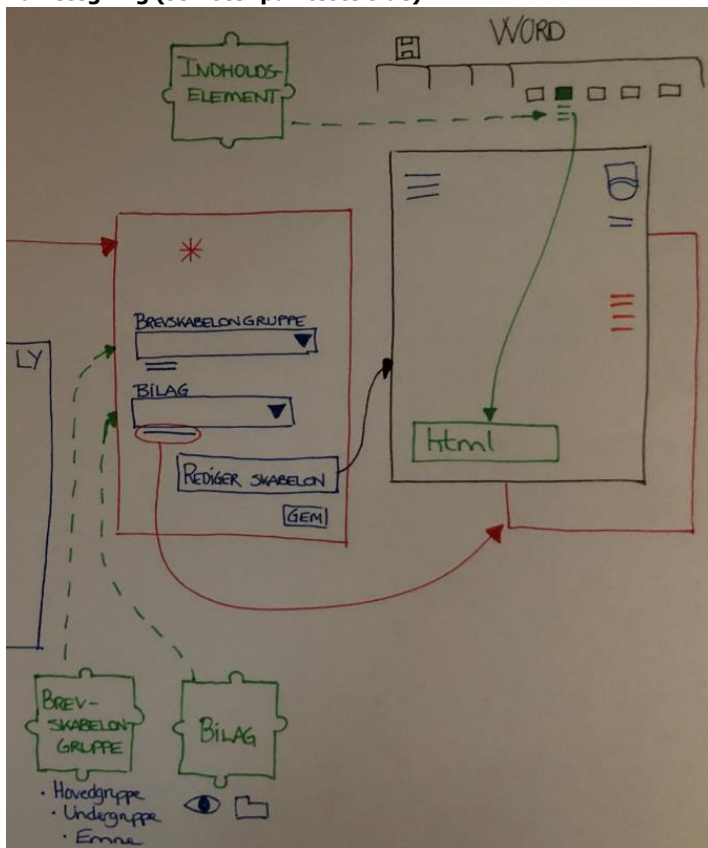 INDHOLDS-
ELEMENT
WORD
BREVSKABELONGRUPPE
LY
BILAG
html
REDIGER SKABELON
GEM
BREV-
SKABELON
GRUPPE
BILAG
· Hovedgruppe
· Undergruppe
· Emne